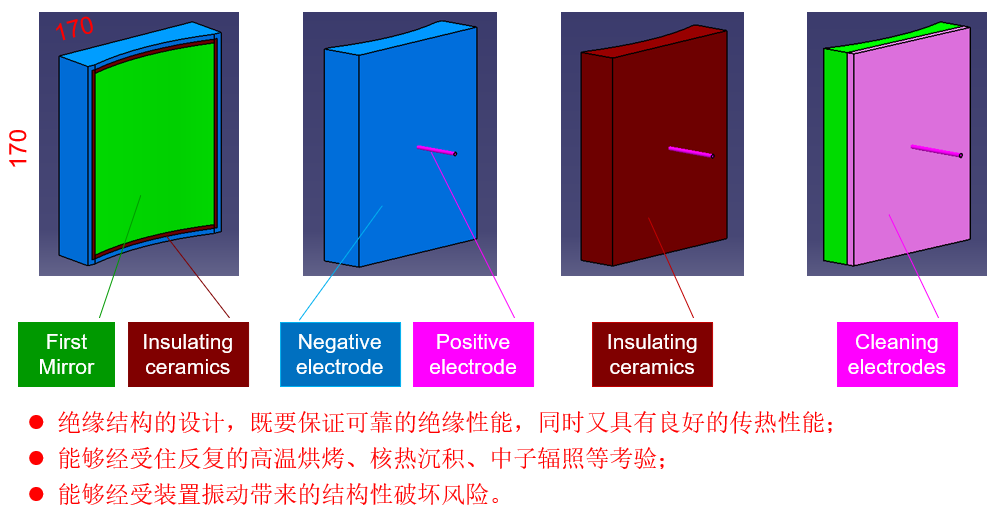 170
170
First
Mirror
Insulating
ceramics
Negative
electrode
Positive
electrode
Insulating
ceramics
Cleaning
electrodes
● 绝缘结构的设计，既要保证可靠的绝缘性能，同时又具有良好的传热性能；
● 能够经受住反复的高温烘烤、核热沉积、中子辐照等考验；
● 能够经受装置振动带来的结构性破坏风险。